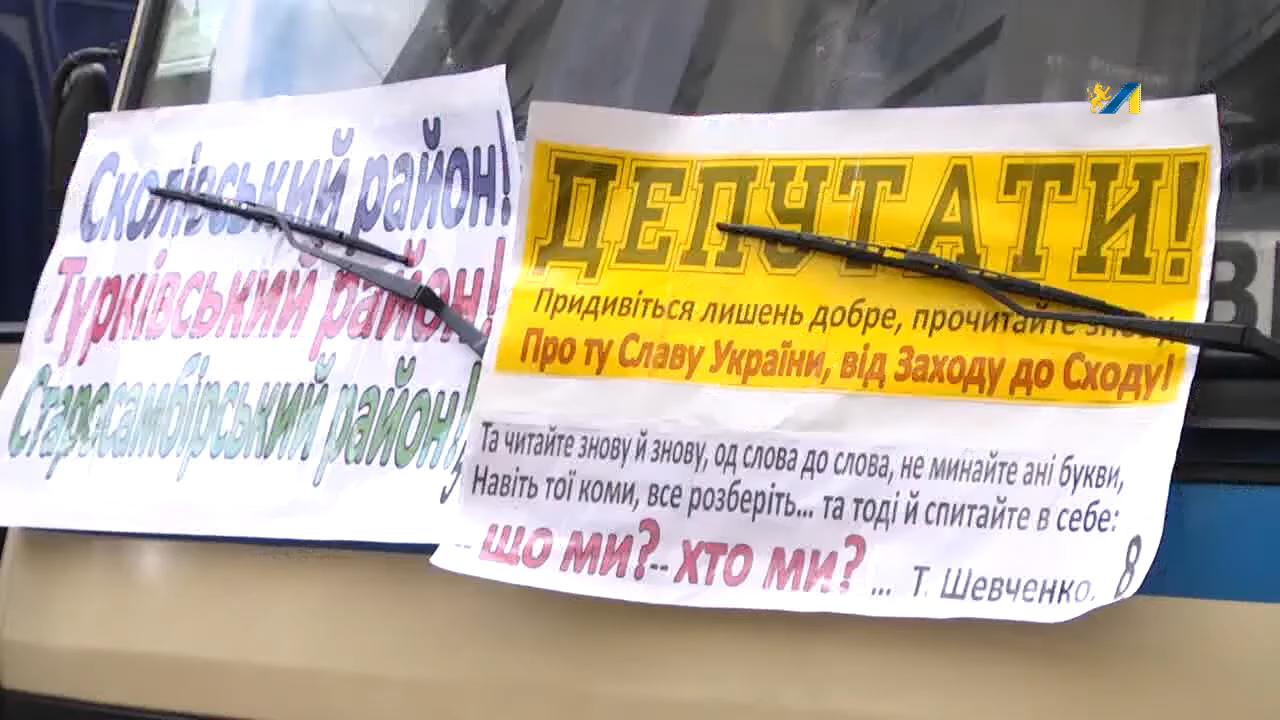 Сколівський район!
Турківський район!
Старосамбірський район!
ДЕПУТАТИ!
Придивіться лишень добре, прочитайте знову,
Про ту Славу України, від Заходу до Сходу!
Та читайте знову й знову, од слова до слова, не минайте ані букви,
Навіть тої коми, все розберіть... та тоді й спитайте в себе:
-- що ми?-- хто ми? ... Т. Шевченко. 8